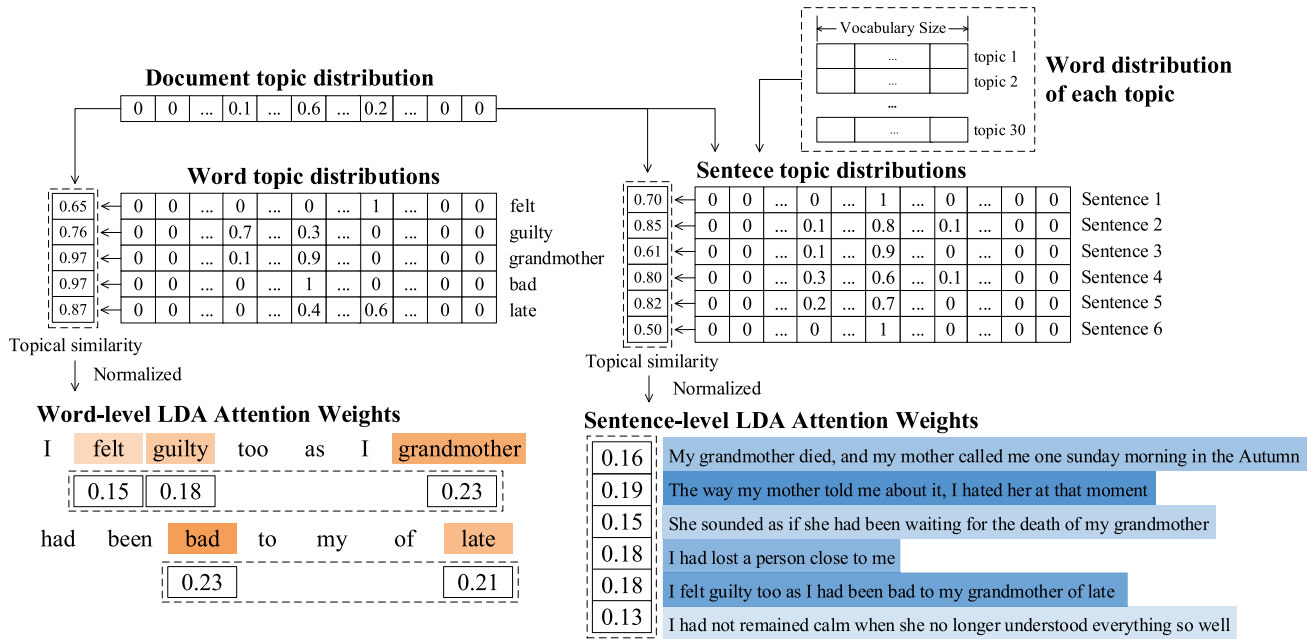 Vocabulary Size
... topic 1
... topic 2
...
... topic 30
Word distribution
of each topic
Document topic distribution
0 0 ... 0.1 ... 0.6 ... 0.2 ... 0 0
Word topic distributions
0.65 0 0 ... 0 ... 0 ... 1 ... 0 0 felt
0.76 0 0 ... 0.7 ... 0.3 ... 0 ... 0 0 guilty
0.97 0 0 ... 0.1 ... 0.9 ... 0 ... 0 0 grandmother
0.97 0 0 ... 0 ... 1 ... 0 ... 0 0 bad
0.87 0 0 ... 0 ... 0.4 ... 0.6 ... 0 0 late
Topical similarity
Normalized
Sentece topic distributions
0.70 0 0 ... 0 ... 1 ... 0 ... 0 0 Sentence 1
0.85 0 0 ... 0.1 ... 0.8 ... 0.1 ... 0 0 Sentence 2
0.61 0 0 ... 0.1 ... 0.9 ... 0 ... 0 0 Sentence 3
0.80 0 0 ... 0.3 ... 0.6 ... 0.1 ... 0 0 Sentence 4
0.82 0 0 ... 0.2 ... 0.7 ... 0 ... 0 0 Sentence 5
0.50 0 0 ... 0 ... 1 ... 0 ... 0 0 Sentence 6
Topical similarity
Normalized
Word-level LDA Attention Weights
I felt guilty too as I grandmother
0.15 0.18 0.23
had been bad to my of late
0.23 0.21
Sentence-level LDA Attention Weights
0.16 My grandmother died, and my mother called me one sunday morning in the Autumn
0.19 The way my mother told me about it, I hated her at that moment
0.15 She sounded as if she had been waiting for the death of my grandmother
0.18 I had lost a person close to me
0.18 I felt guilty too as I had been bad to my grandmother of late
0.13 I had not remained calm when she no longer understood everything so well